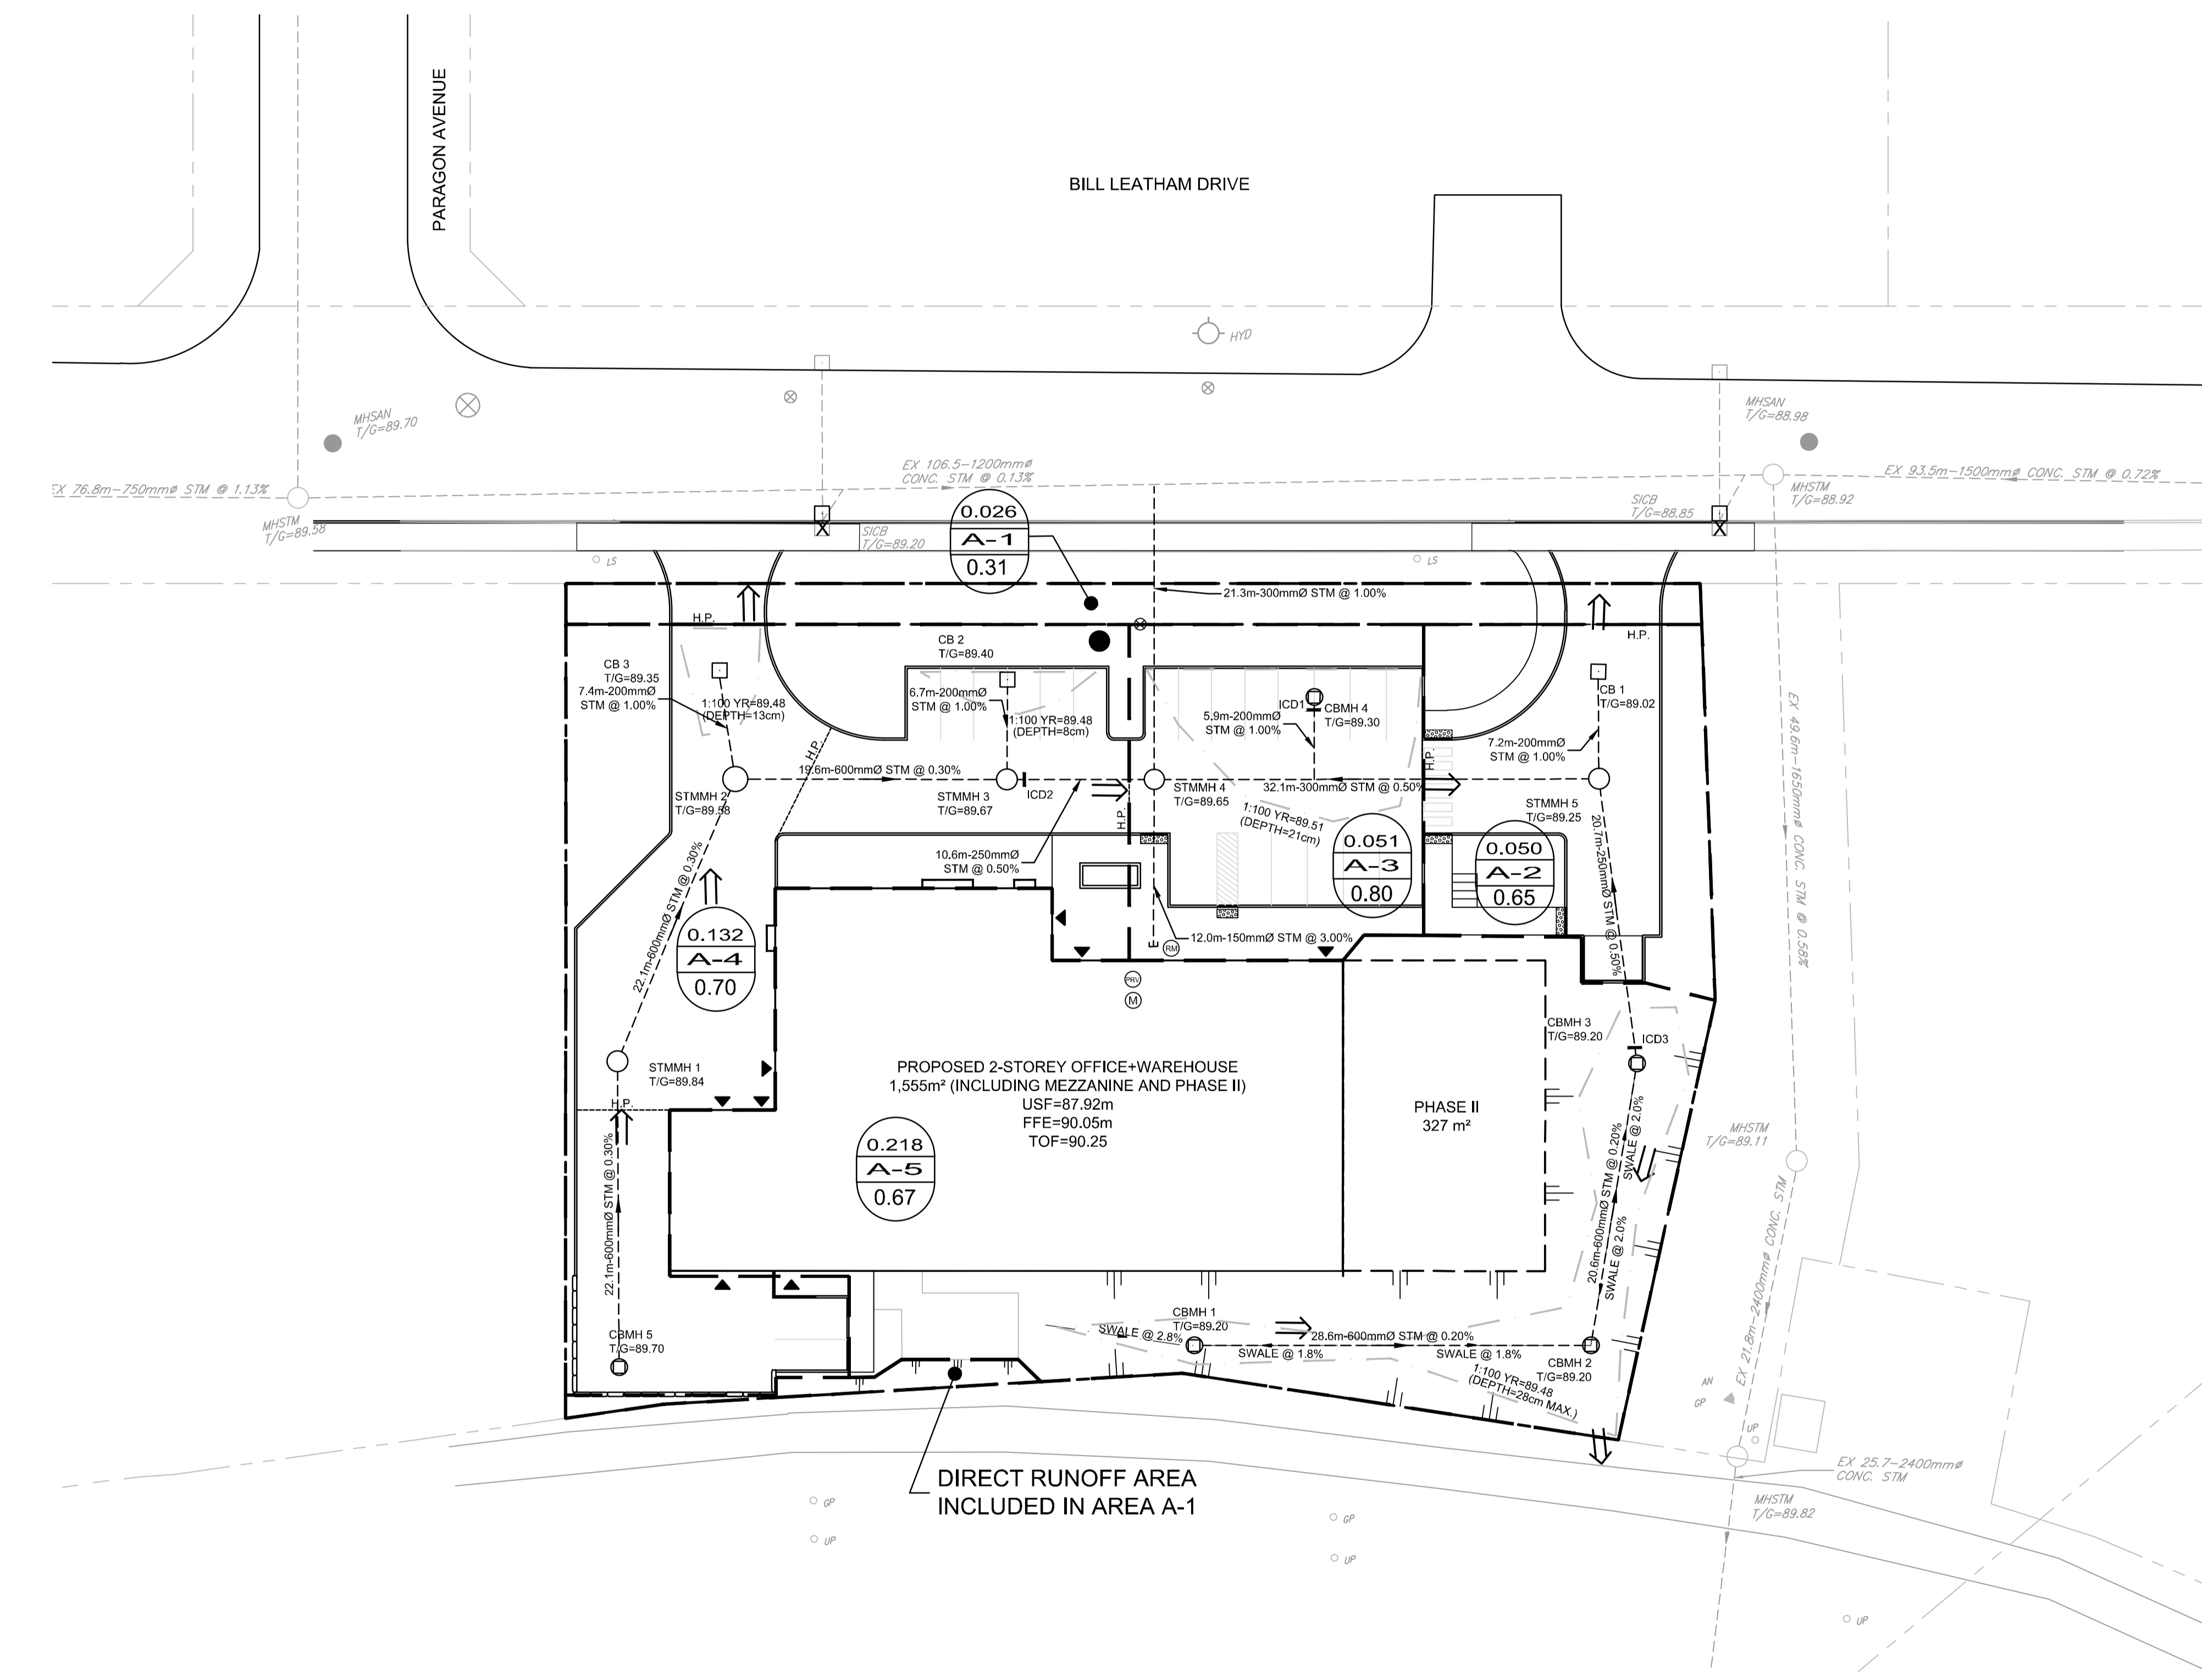 PARAGON AVENUE
BILL LEATHAM DRIVE
HYD
MHSAN
T/G=89.70
MHSAN
T/G=88.98
EX 76.8m-750mmø STM @ 1.13%
EX 106.5-1200mmø
CONC. STM @ 0.13%
EX 93.5m-1500mmø CONC. STM @ 0.72%
MHSTM
T/G=89.58
MHSTM
T/G=88.92
SICB
T/G=89.20
SICB
T/G=88.85
X
X
0.026
A-1
0.31
LS
LS
21.3m-300mmØ STM @ 1.00%
H.P.
H.P.
CB 2
T/G=89.40
CB 3
T/G=89.35
7.4m-200mmØ
STM @ 1.00%
1:100 YR=89.48
(DEPTH=13cm)
6.7m-200mmØ
STM @ 1.00%
1:100 YR=89.48
(DEPTH=8cm)
ICD1
CBMH 4
T/G=89.30
5.9m-200mmØ
STM @ 1.00%
CB 1
T/G=89.02
7.2m-200mmØ
STM @ 1.00%
H.P.
H.P.
H.P.
19.6m-600mmØ STM @ 0.30%
STMMH 2
T/G=89.58
STMMH 3
T/G=89.67
ICD2
STMMH 4
T/G=89.65
32.1m-300mmØ STM @ 0.50%
STMMH 5
T/G=89.25
1:100 YR=89.51
(DEPTH=21cm)
10.6m-250mmØ
STM @ 0.50%
0.051
A-3
0.80
0.050
A-2
0.65
20.7m-250mmØ STM @ 0.50%
EX 49.6m-1650mmø CONC. STM @ 0.58%
22.1m-600mmØ STM @ 0.30%
0.132
A-4
0.70
12.0m-150mmØ STM @ 3.00%
RM
PRV
M
CBMH 3
T/G=89.20
ICD3
STMMH 1
T/G=89.84
H.P.
PROPOSED 2-STOREY OFFICE+WAREHOUSE
1,555m² (INCLUDING MEZZANINE AND PHASE II)
USF=87.92m
FFE=90.05m
TOF=90.25
PHASE II
327 m²
0.218
A-5
0.67
SWALE @ 2.0%
20.6m-600mmØ STM @ 0.20%
SWALE @ 2.0%
MHSTM
T/G=89.11
22.1m-600mmØ STM @ 0.30%
EX 21.8m-2400mmø CONC. STM
CBMH 5
T/G=89.70
CBMH 1
T/G=89.20
SWALE @ 2.8%
28.6m-600mmØ STM @ 0.20%
SWALE @ 1.8%
SWALE @ 1.8%
CBMH 2
T/G=89.20
1:100 YR=89.48
(DEPTH=28cm MAX.)
AN
GP
UP
DIRECT RUNOFF AREA
INCLUDED IN AREA A-1
EX 25.7-2400mmø
CONC. STM
MHSTM
T/G=89.82
GP
UP
GP
UP
UP